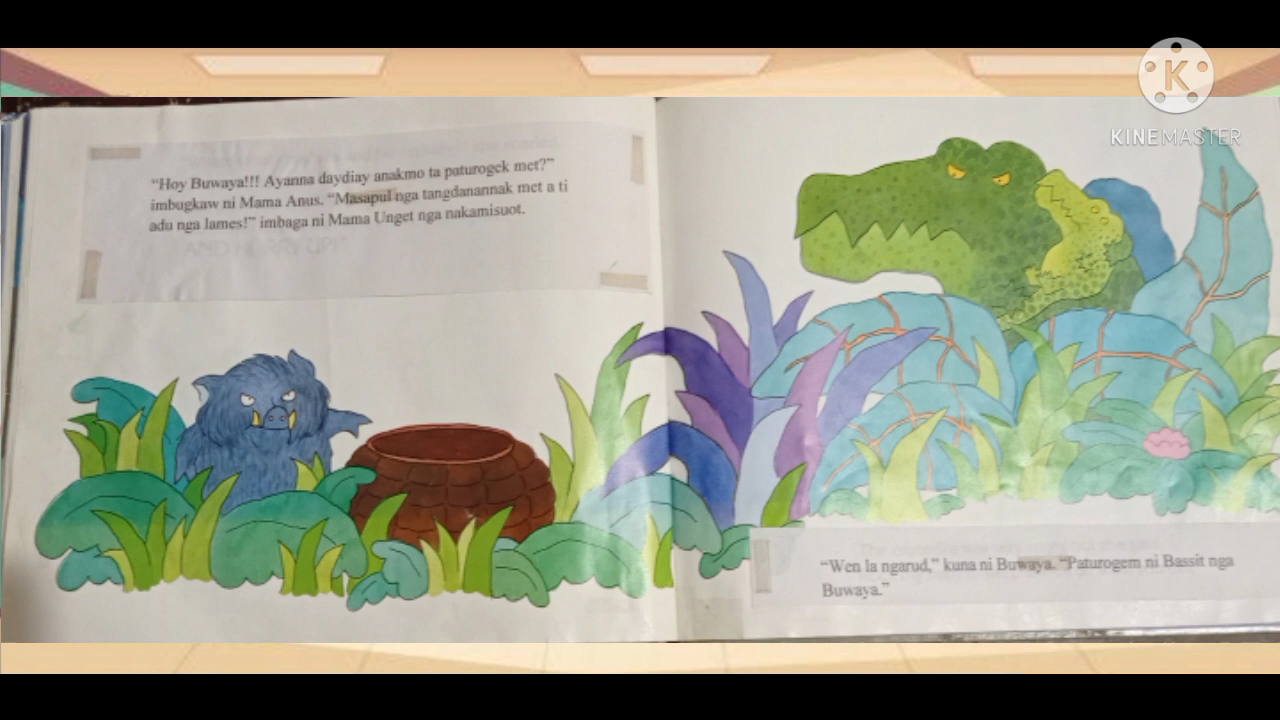 KINEMASTER
“Hoy Buwaya!!! Ayanna daydiay anakmo ta paturogek met?”
imbugkaw ni Mama Anus. “Masapul nga tangdanannak met a ti
adu nga lames!” imbaga ni Mama Unget nga nakamisuot.
“Wen la ngarud,” kuna ni Buwaya. “Paturogem ni Bassit nga
Buwaya.”